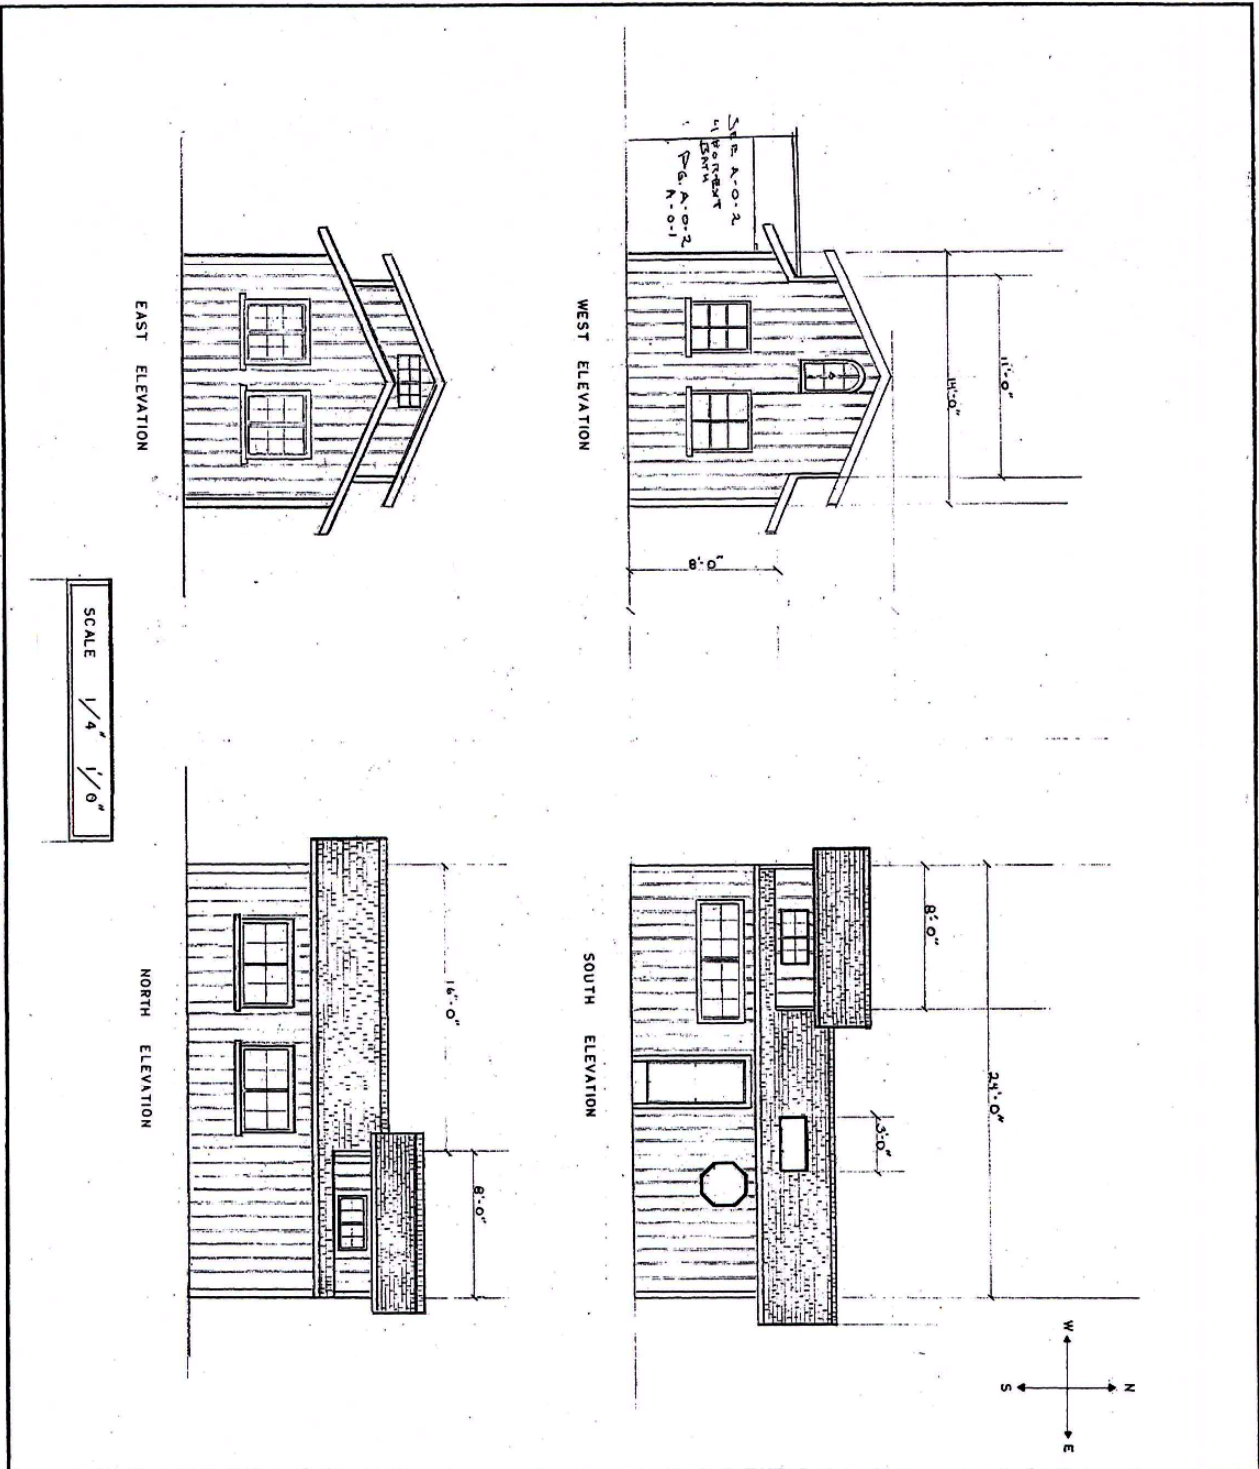 SEE A-0-2
4 PORENT
BATH
PG. A-0-2
A-0-1
11'-0"
14'-0"
8'-0"
WEST ELEVATION
EAST ELEVATION
8'-0"
24'-0"
3'-0"
SOUTH ELEVATION
16'-0"
8'-0"
NORTH ELEVATION
SCALE 1/4" 1'/0"
N
W
E
S